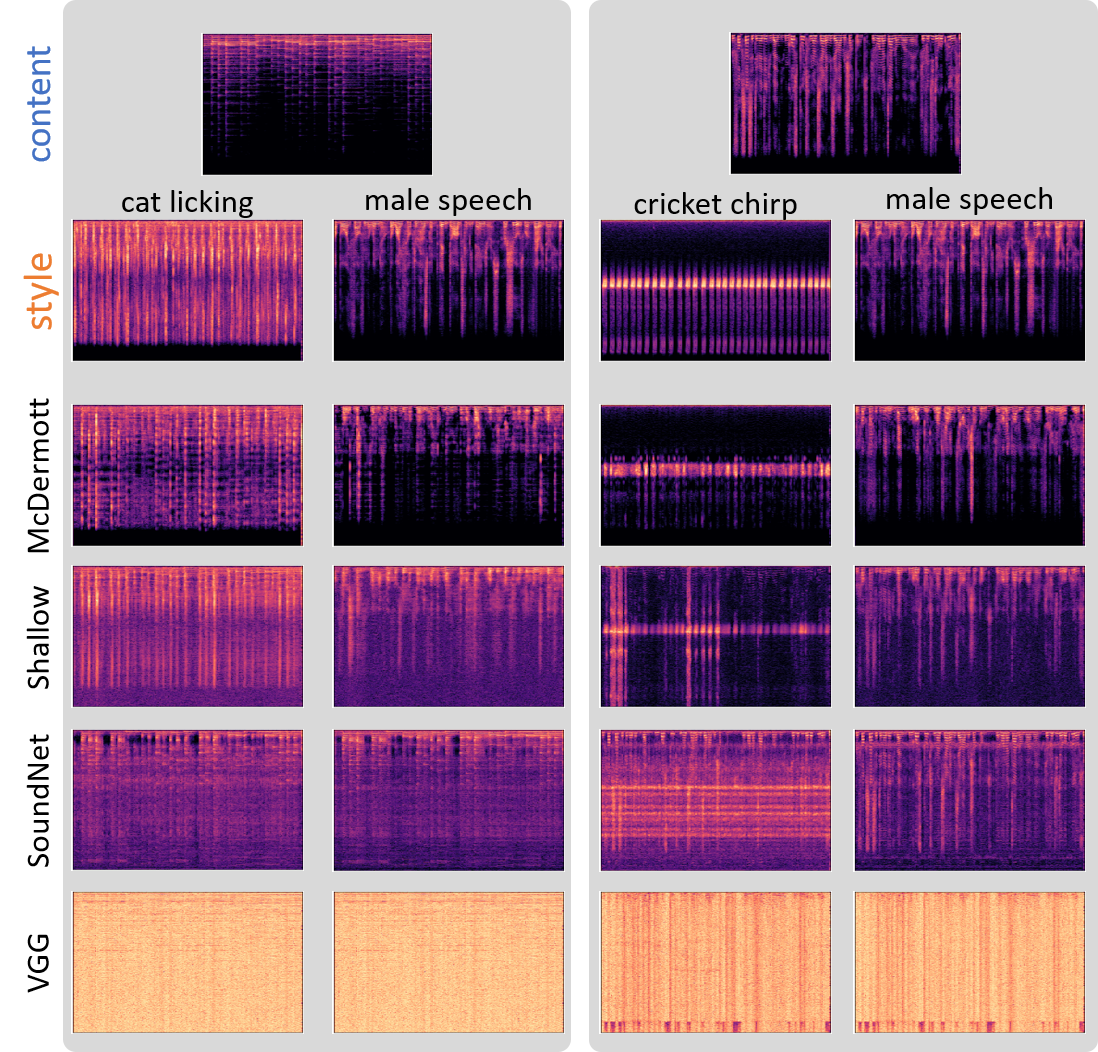 content
cat licking
male speech
cricket chirp
male speech
style
McDermott
Shallow
SoundNet
VGG